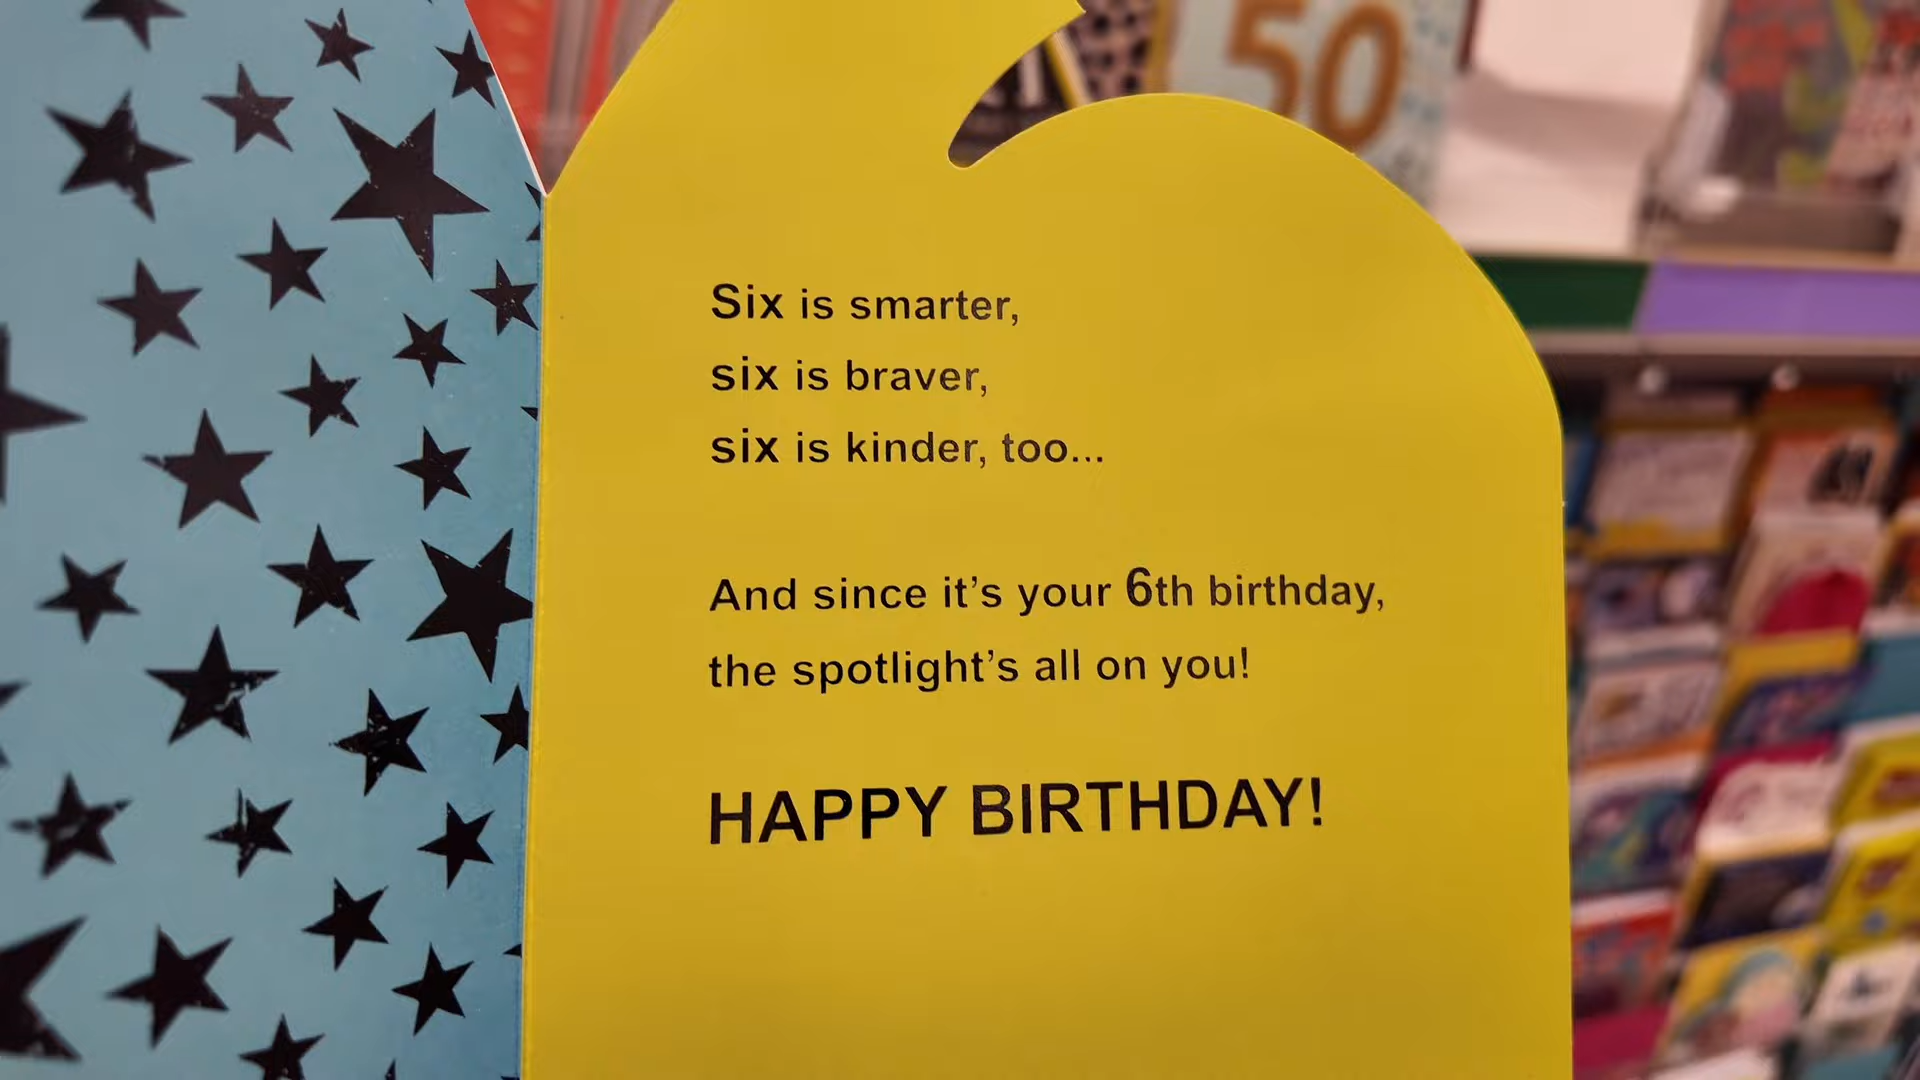 50
Six is smarter,
six is braver,
six is kinder, too...
And since it’s your 6th birthday,
the spotlight’s all on you!
HAPPY BIRTHDAY!